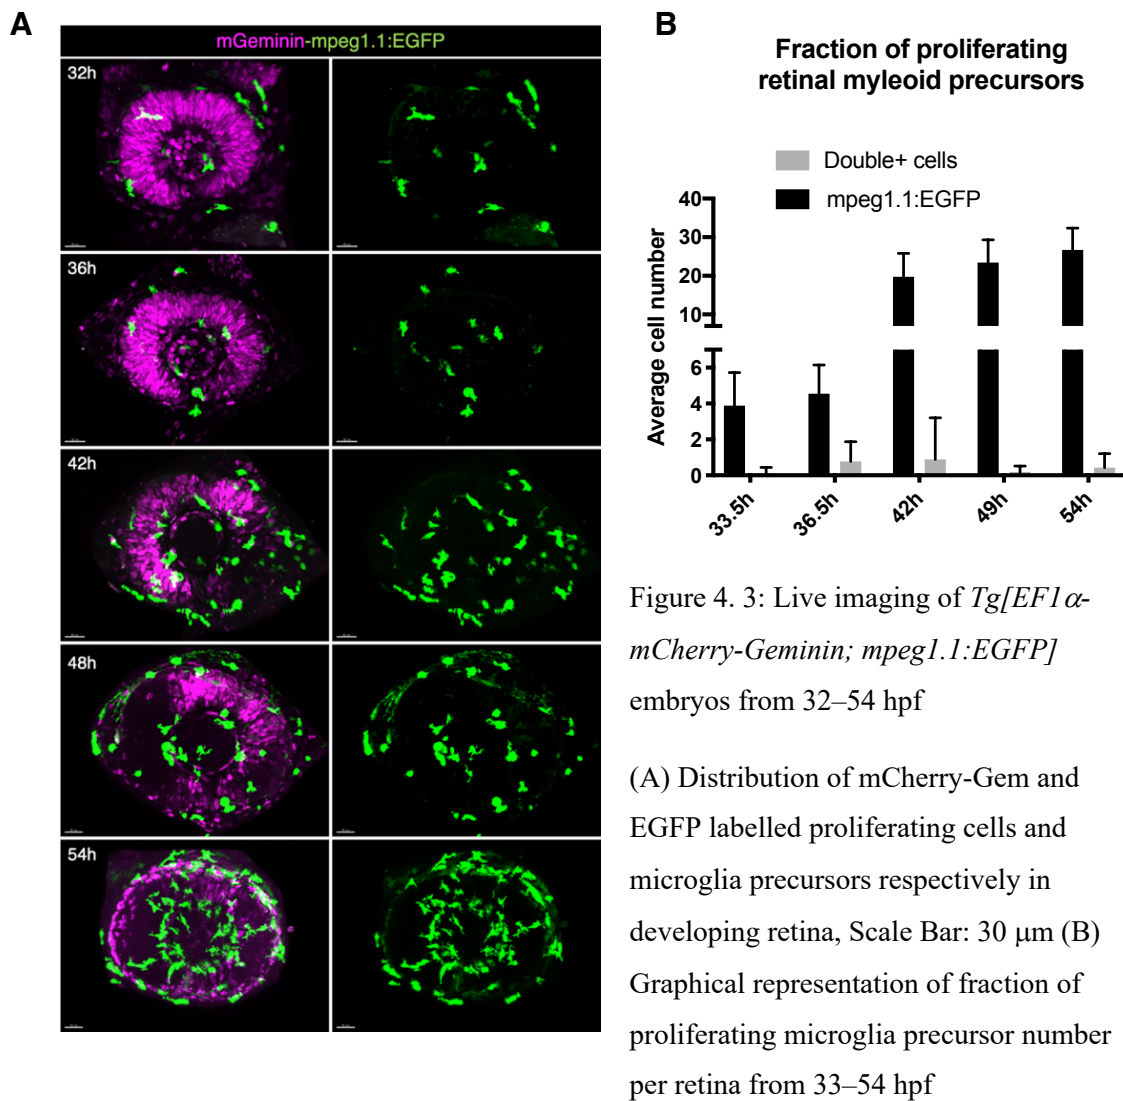 A
mGeminin-mpeg1.1:EGFP
32h
36h
42h
48h
54h
B
Fraction of proliferating
retinal myleoid precursors
Double+ cells
mpeg1.1:EGFP
Average cell number
40
30
20
10
6
4
2
0
33.5h
36.5h
42h
49h
54h
Figure 4. 3: Live imaging of Tg[EF1α-
mCherry-Geminin; mpeg1.1:EGFP]
embryos from 32–54 hpf
(A) Distribution of mCherry-Gem and
EGFP labelled proliferating cells and
microglia precursors respectively in
developing retina, Scale Bar: 30 μm (B)
Graphical representation of fraction of
proliferating microglia precursor number
per retina from 33–54 hpf